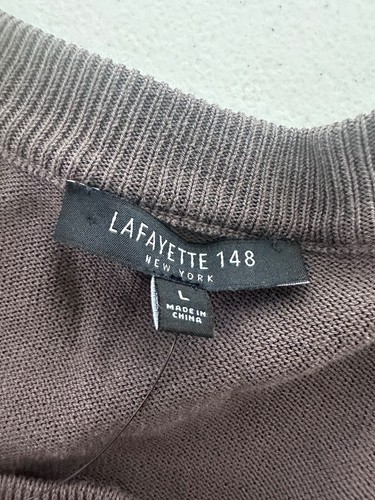 LAFAYETTE 148
NEW YORK
L
MADE IN
CHINA